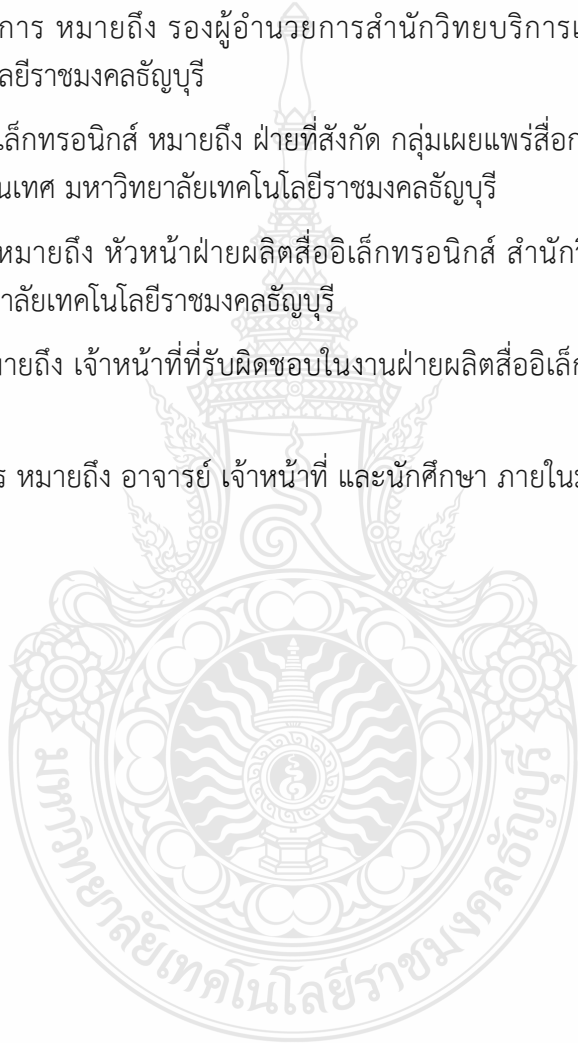 การ หมายถึง รองผู้อำนวยการสำนักวิทยบริการเ
ลยีราชมงคลธัญบุรี
เล็กทรอนิกส์ หมายถึง ฝ่ายที่สังกัด กลุ่มเผยแพร่สื่อก
นเทศ มหาวิทยาลัยเทคโนโลยีราชมงคลธัญบุรี
หมายถึง หัวหน้าฝ่ายผลิตสื่ออิเล็กทรอนิกส์ สำนักวิ
าลัยเทคโนโลยีราชมงคลธัญบุรี
มายถึง เจ้าหน้าที่ที่รับผิดชอบในงานฝ่ายผลิตสื่ออิเล็ก
ร หมายถึง อาจารย์ เจ้าหน้าที่ และนักศึกษา ภายในม
มหาวิทยาลัยเทคโนโลยีราชมงคลธัญบุรี